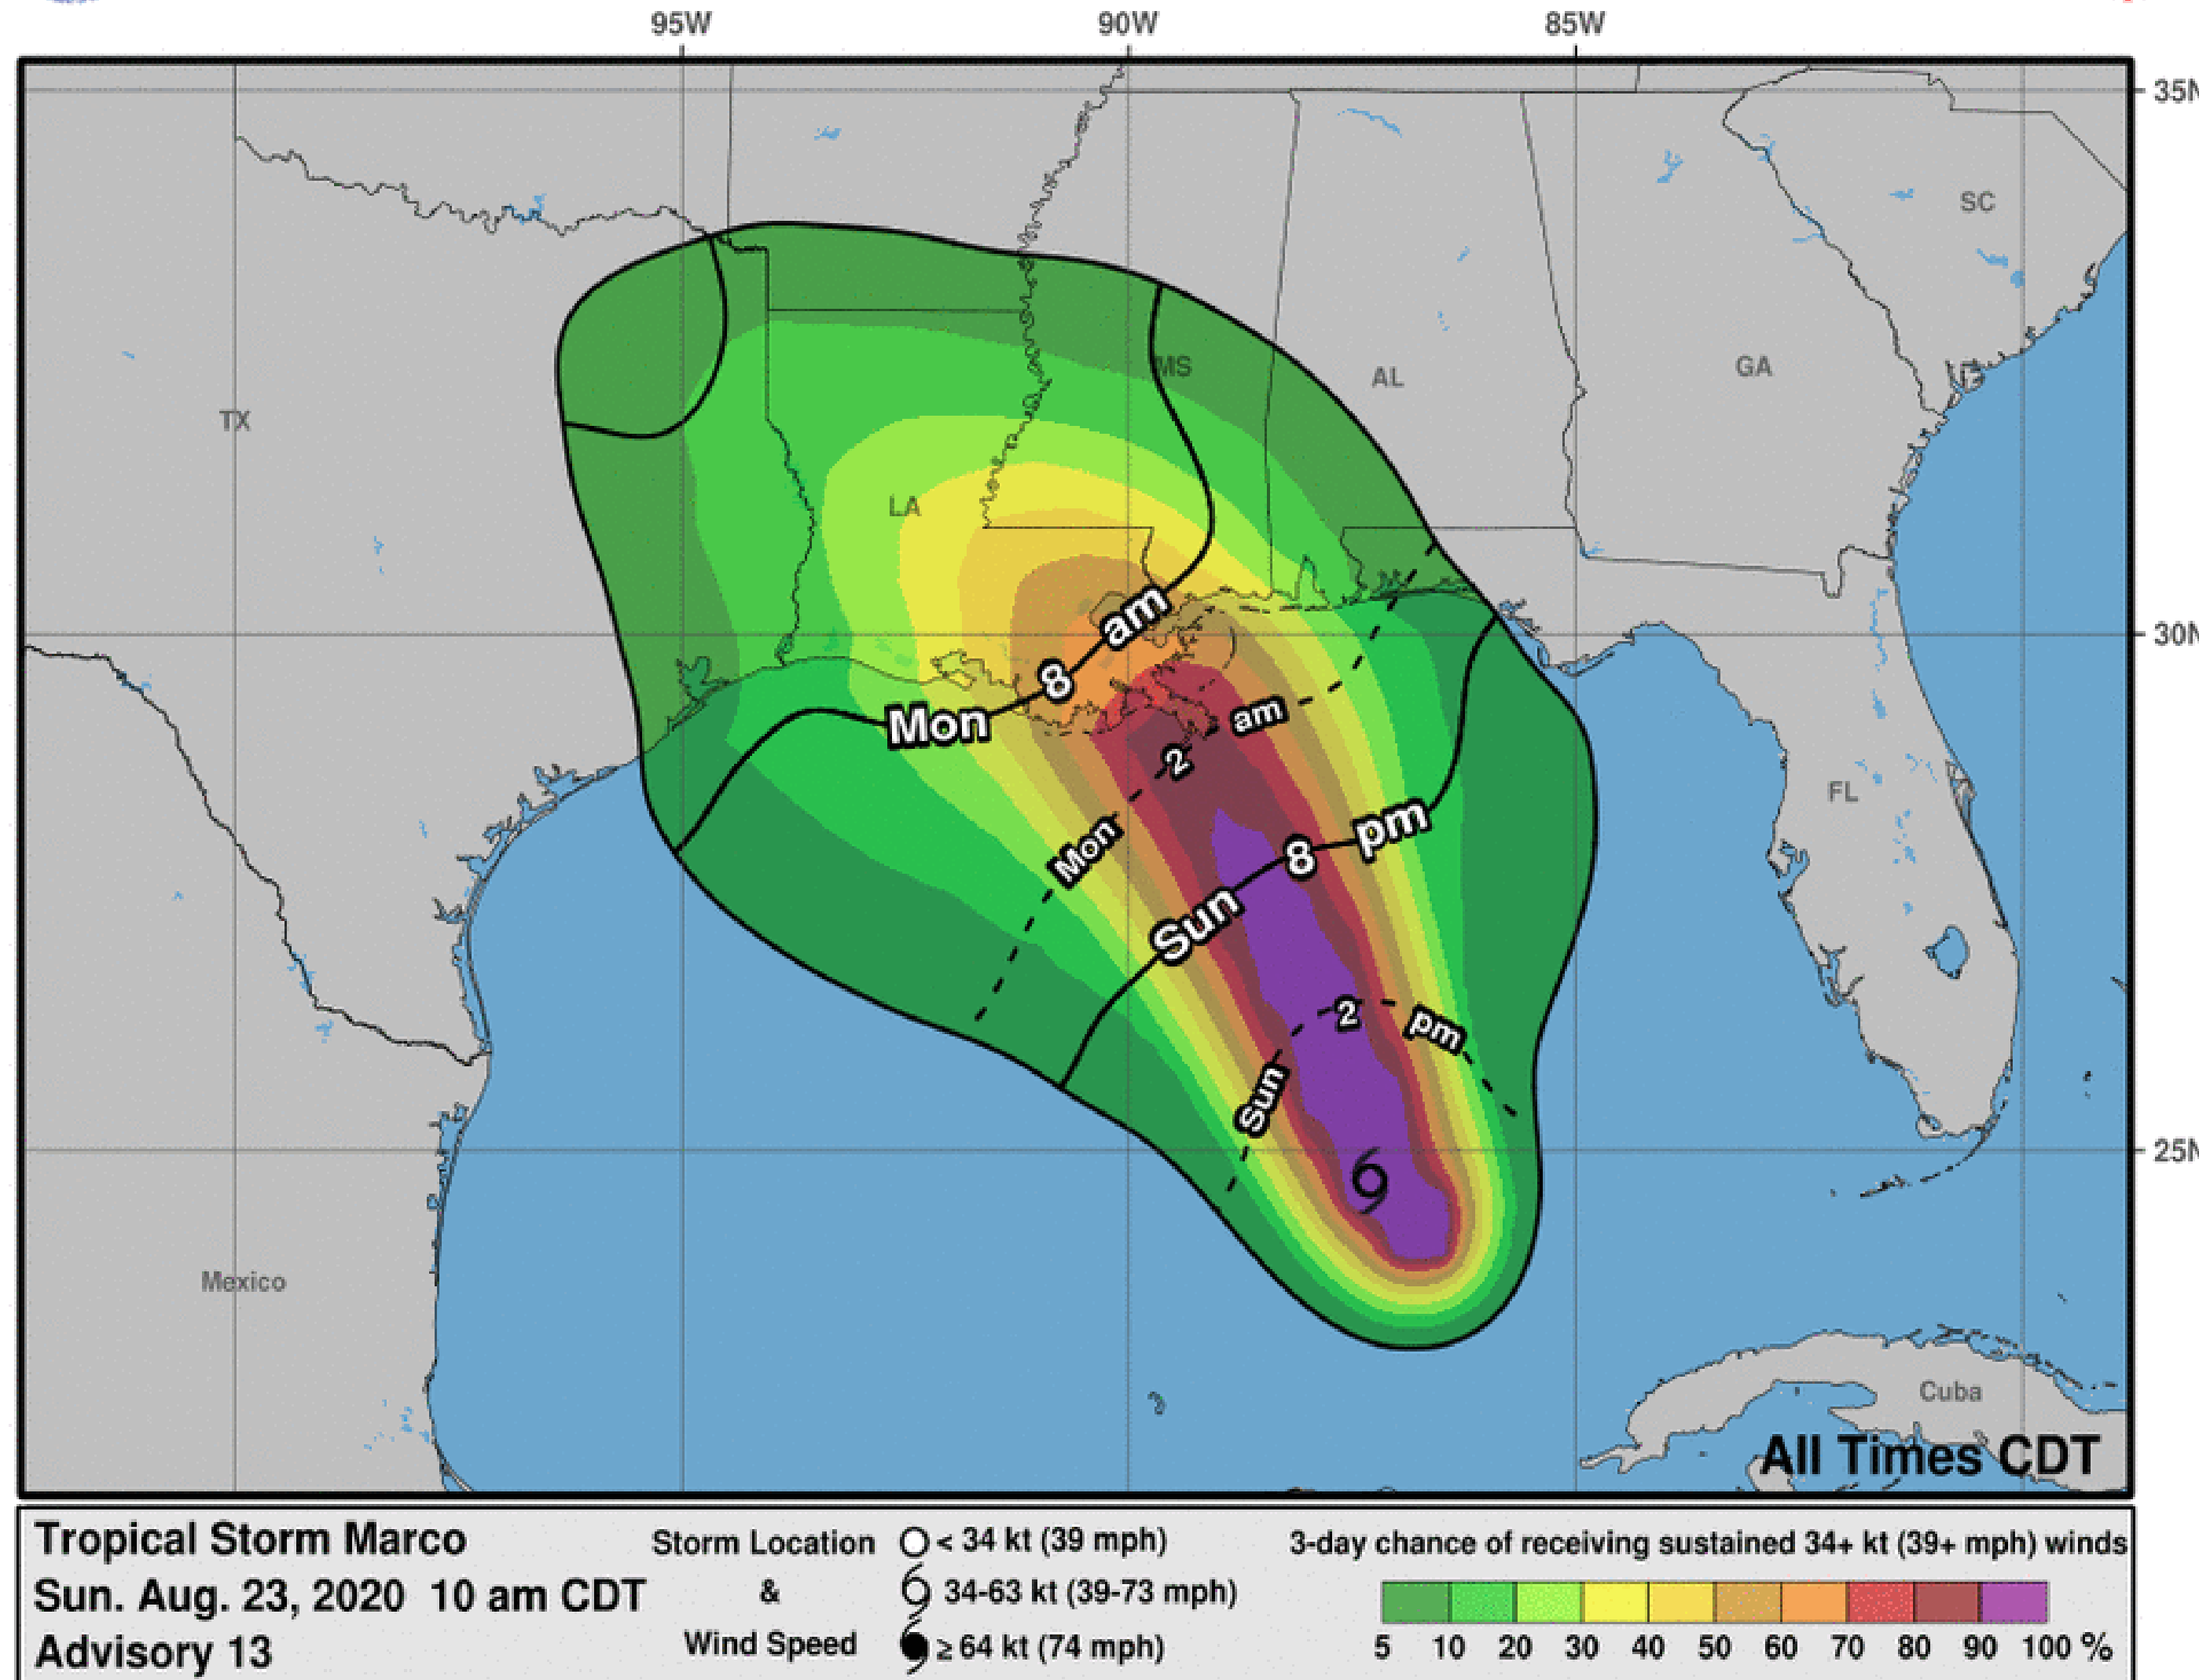 95W 90W 85W
35N
SC
MS
AL
GA
TX
LA
30N
am
8
Mon
am
2
Mon
FL
pm
8
Sun
2
pm
Sun
25N
Mexico
Cuba
All Times CDT
Tropical Storm Marco
Sun. Aug. 23, 2020 10 am CDT
Advisory 13
Storm Location
&
Wind Speed
< 34 kt (39 mph)
34-63 kt (39-73 mph)
≥ 64 kt (74 mph)
3-day chance of receiving sustained 34+ kt (39+ mph) winds
5 10 20 30 40 50 60 70 80 90 100 %